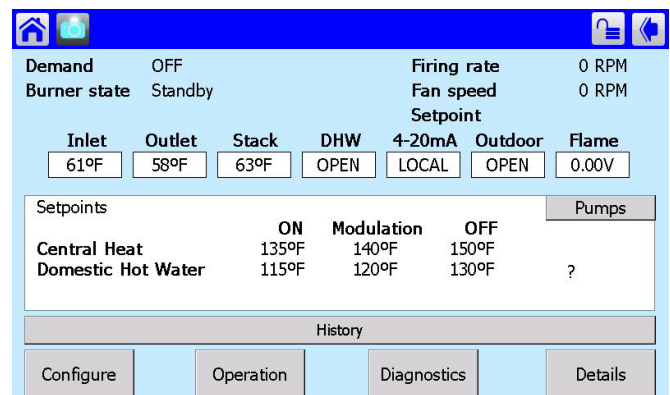 Demand OFF Firing rate 0 RPM
Burner state Standby Fan speed 0 RPM
Setpoint
Inlet Outlet Stack DHW 4-20mA Outdoor Flame
61ºF 58ºF 63ºF OPEN LOCAL OPEN 0.00V
Setpoints Pumps
ON Modulation OFF
Central Heat 135ºF 140ºF 150ºF
Domestic Hot Water 115ºF 120ºF 130ºF ?
History
Configure Operation Diagnostics Details